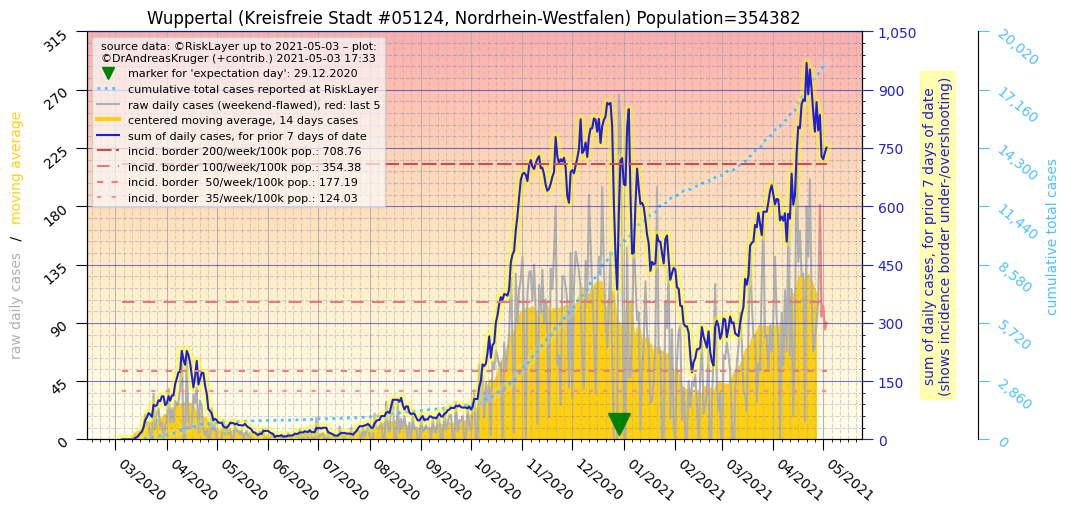 Wuppertal (Kreisfreie Stadt #05124, Nordrhein-Westfalen) Population=354382
source data: ©RiskLayer up to 2021-05-03 – plot:
©DrAndreasKruger (+contrib.) 2021-05-03 17:33
marker for 'expectation day': 29.12.2020
cumulative total cases reported at RiskLayer
raw daily cases (weekend-flawed), red: last 5
centered moving average, 14 days cases
sum of daily cases, for prior 7 days of date
incid. border 200/week/100k pop.: 708.76
incid. border 100/week/100k pop.: 354.38
incid. border  50/week/100k pop.: 177.19
incid. border  35/week/100k pop.: 124.03
raw daily cases  /  moving average
315
270
225
180
135
90
45
0
1,050
900
750
600
450
300
150
0
sum of daily cases, for prior 7 days of date
(shows incidence border under-/overshooting)
20,020
17,160
14,300
11,440
8,580
5,720
2,860
0
cumulative total cases
03/2020
04/2020
05/2020
06/2020
07/2020
08/2020
09/2020
10/2020
11/2020
12/2020
01/2021
02/2021
03/2021
04/2021
05/2021